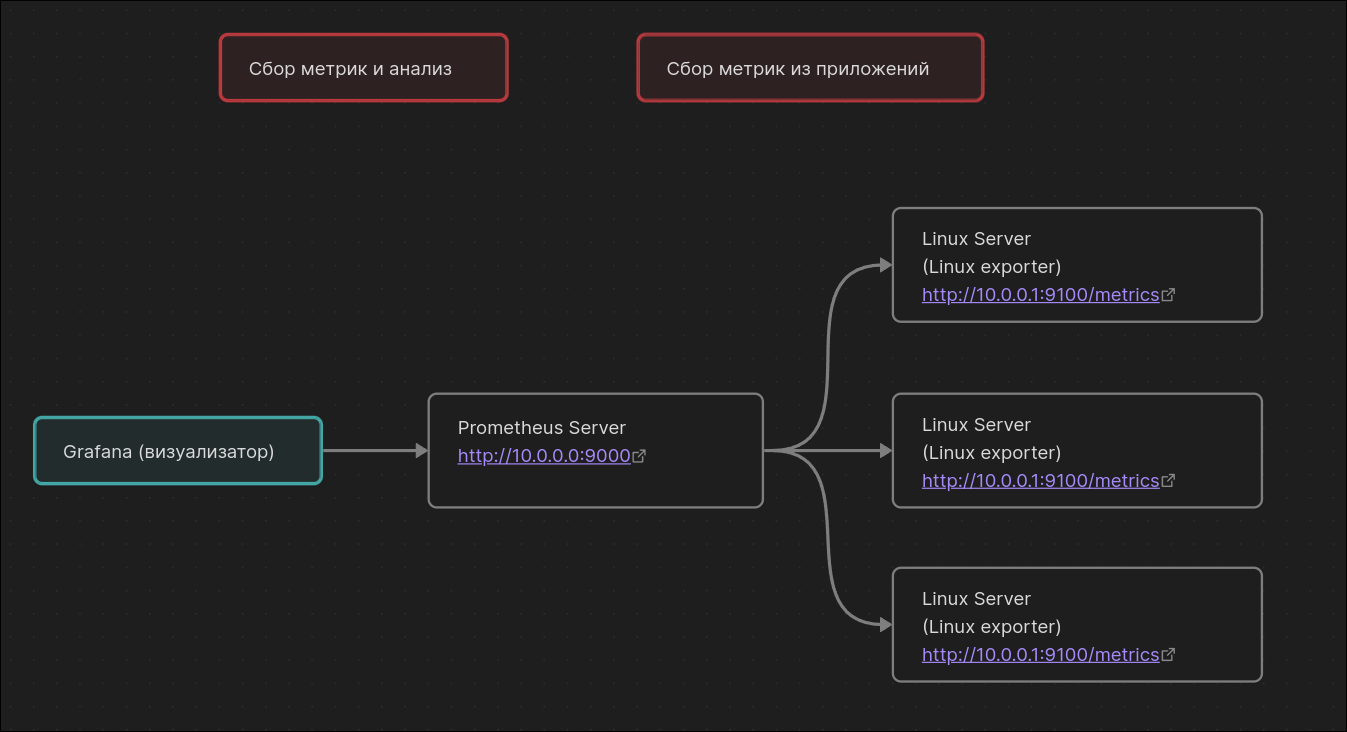 Сбор метрик и анализ
Сбор метрик из приложений
Linux Server
(Linux exporter)
http://10.0.0.1:9100/metrics
Grafana (визуализатор)
Prometheus Server
http://10.0.0.0:9000
Linux Server
(Linux exporter)
http://10.0.0.1:9100/metrics
Linux Server
(Linux exporter)
http://10.0.0.1:9100/metrics